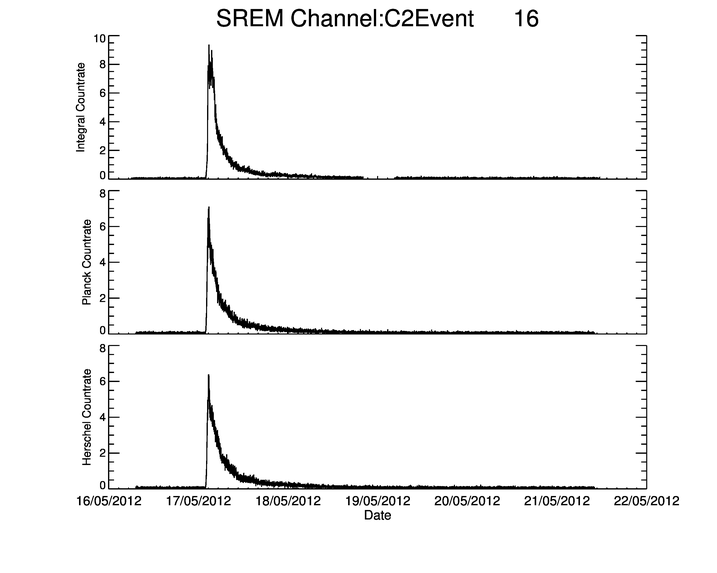 SREM Channel:C2Event 16
10
8
6
4
2
0
Integral Countrate
8
6
4
2
0
Planck Countrate
8
6
4
2
0
Herschel Countrate
16/05/2012 17/05/2012 18/05/2012 19/05/2012 20/05/2012 21/05/2012 22/05/2012
Date